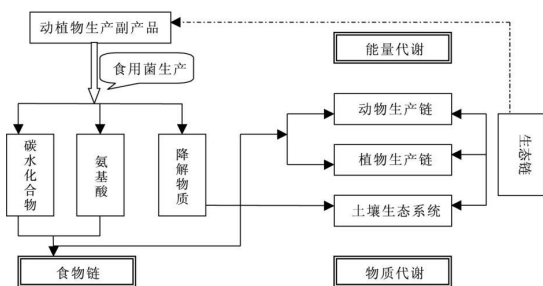 动植物生产副产品
能量代谢
食用菌生产
动物生产链
植物生产链
生态链
碳水化合物
氨基酸
降解物质
土壤生态系统
食物链
物质代谢